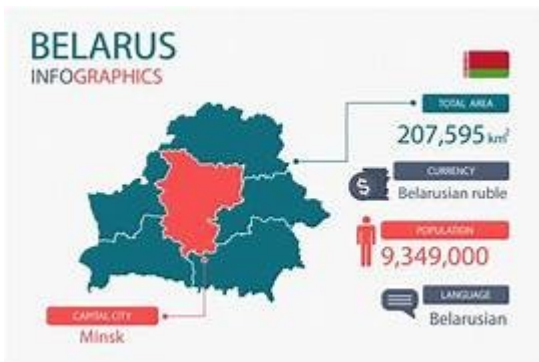 BELARUS
INFOGRAPHICS
TOTAL AREA
207,595 km²
CURRENCY
$
Belarusian ruble
POPULATION
9,349,000
CAPITAL CITY
Minsk
LANGUAGE
Belarusian